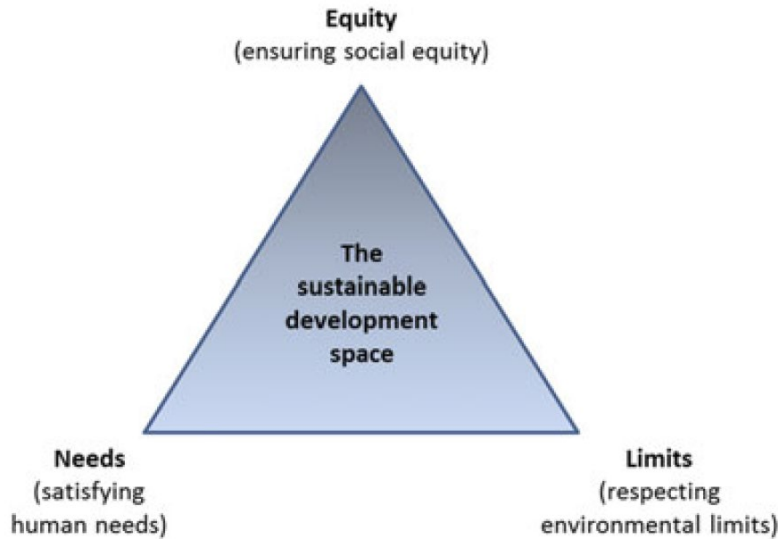 Equity
(ensuring social equity)
The
sustainable
development
space
Needs
(satisfying
human needs)
Limits
(respecting
environmental limits)